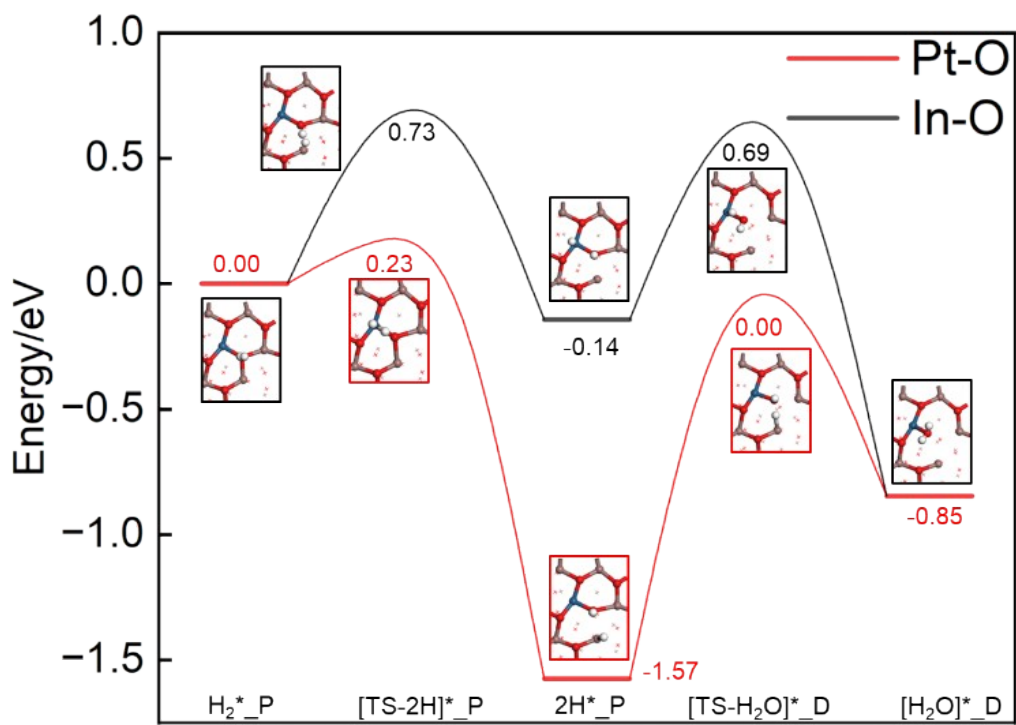 1.0
0.5
0.0
−0.5
−1.0
−1.5
Energy/eV
Pt-O
In-O
0.73
0.69
0.00
0.23
-0.14
0.00
-0.85
-1.57
H₂*_P
[TS-2H]*_P
2H*_P
[TS-H₂O]*_D
[H₂O]*_D